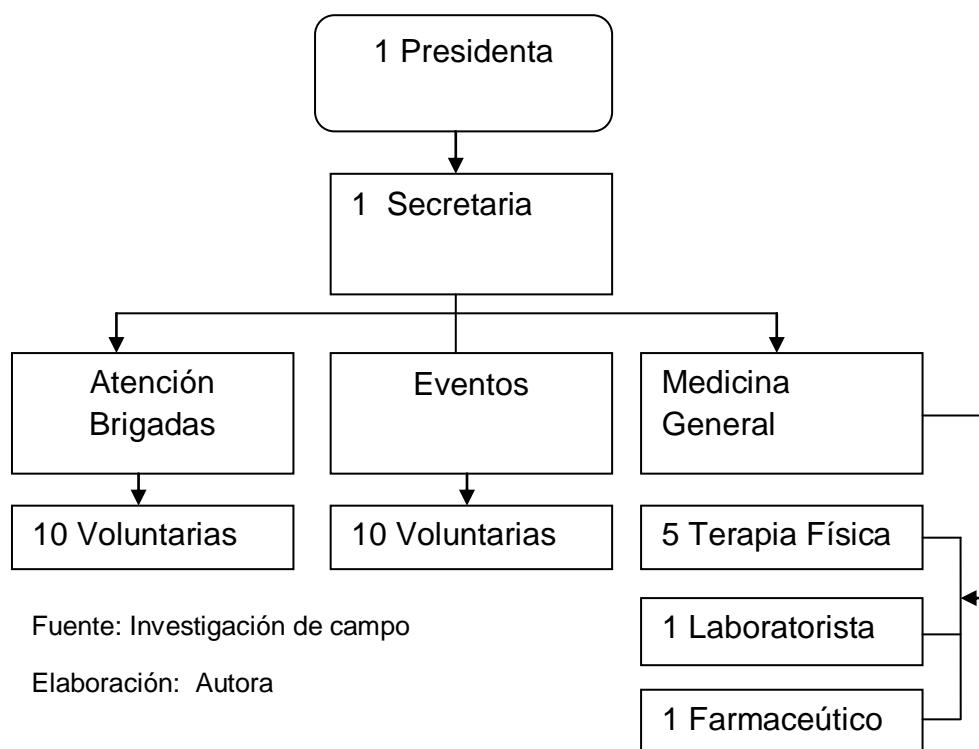 1 Presidenta
1 Secretaria
Atención
Brigadas
Eventos
Medicina
General
10 Voluntarias
10 Voluntarias
5 Terapia Física
1 Laboratorista
1 Farmaceútico
Fuente: Investigación de campo
Elaboración: Autora